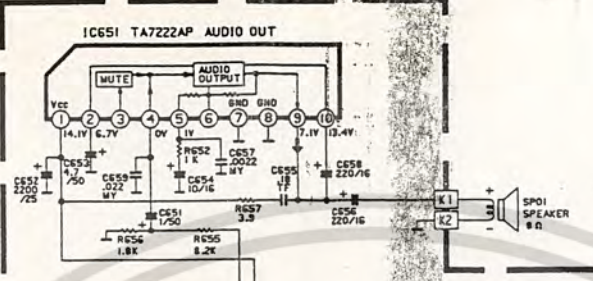 IC651 TA7222AP AUDIO OUT
MUTE
AUDIO
OUTPUT
Vcc
GND GND
1 2 3 4 5 6 7 8 9 10
14.1V 6.7V 0V 1V 7.1V 13.4V
C652
2200
/25
C653
4.7
/50
C659
.022
MY
R652
1K
C654
10/16
C657
.0022
MY
C655
.18
TF
C658
220/16
C651
1/50
R657
3.9
C656
220/16
R656
1.8K
R655
8.2K
K1
K2
+
-
SP01
SPEAKER
8Ω